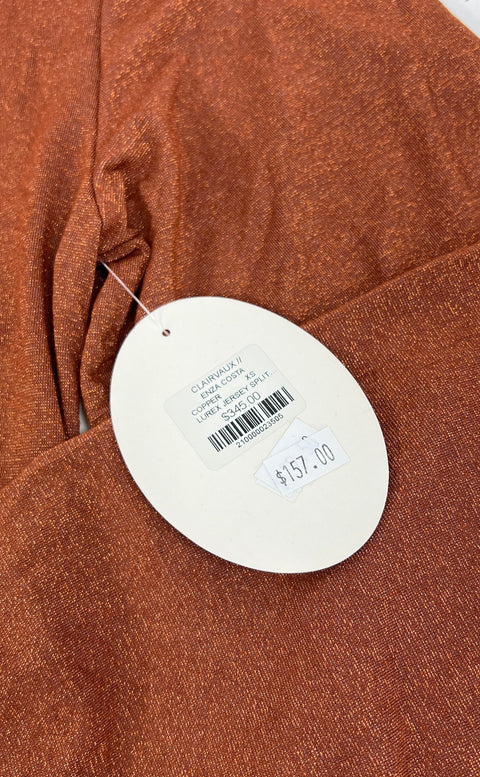 CLAIRVAUX //
ENZA COSTA
COPPER XS
LUREX JERSEY SPLIT...
$345.00
210000023505
$157.00